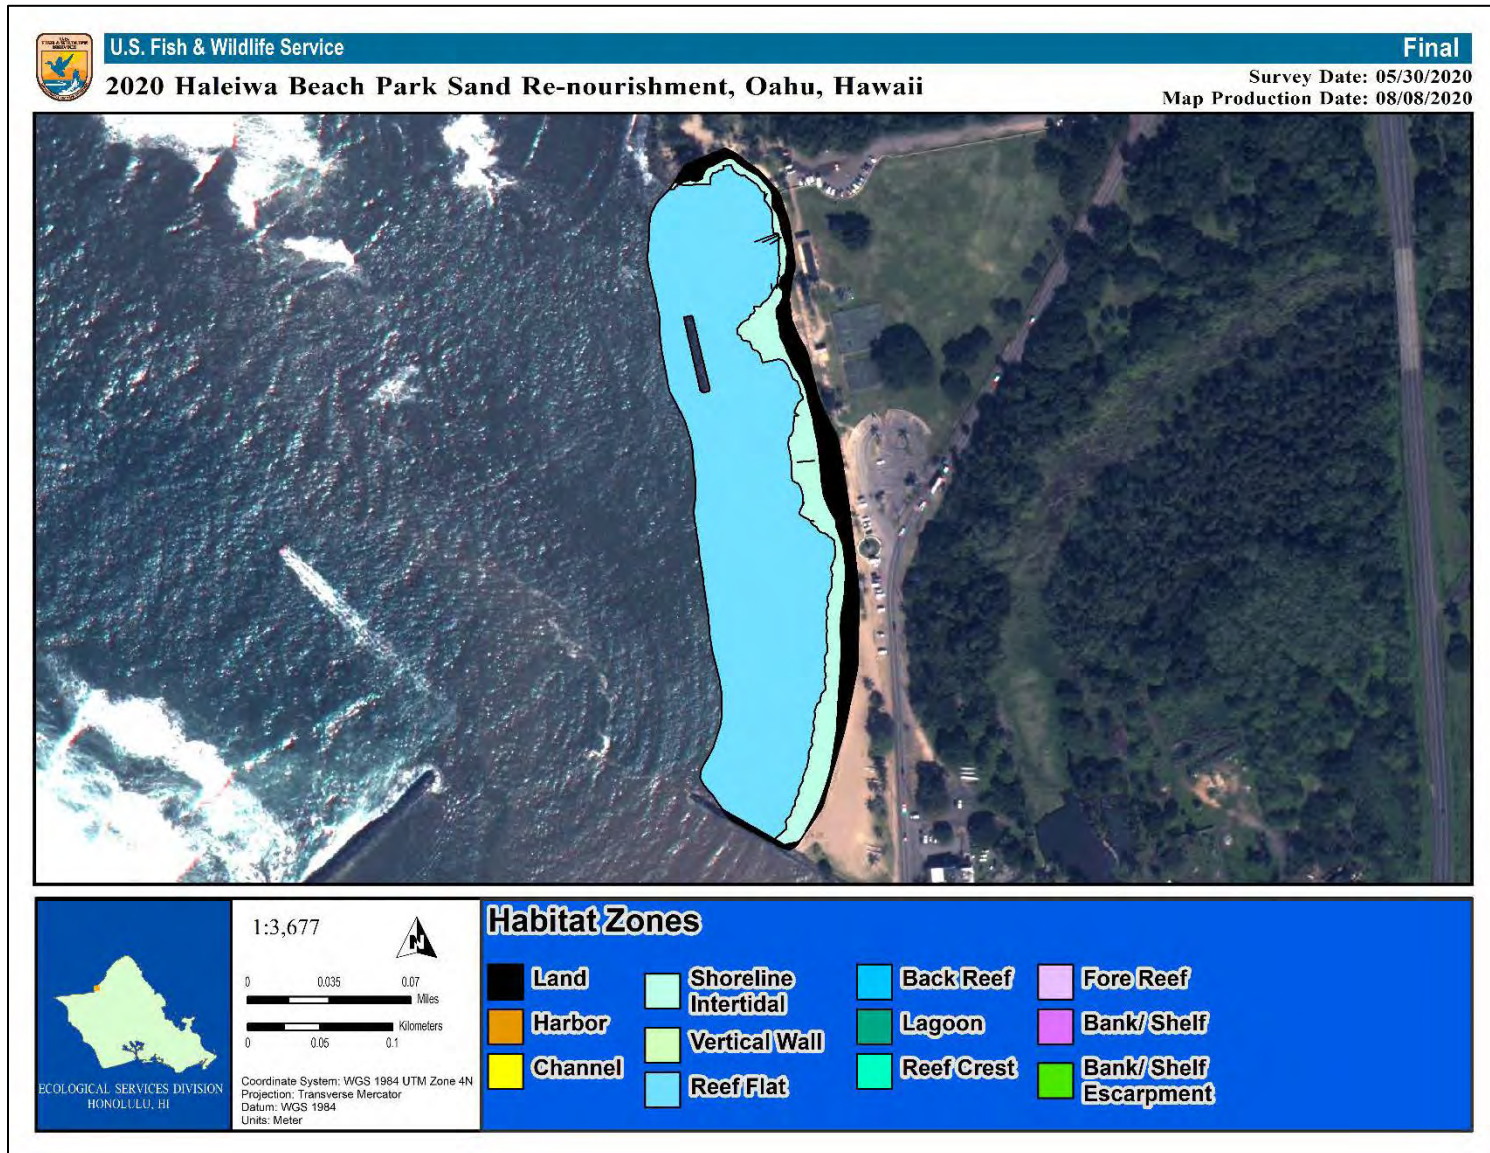 U.S. FISH & WILDLIFE SERVICE
U.S. Fish & Wildlife Service
Final
2020 Haleiwa Beach Park Sand Re-nourishment, Oahu, Hawaii
Survey Date: 05/30/2020
Map Production Date: 08/08/2020
ECOLOGICAL SERVICES DIVISION
HONOLULU, HI
1:3,677
N
0 0.035 0.07
Miles
Kilometers
0 0.05 0.1
Coordinate System: WGS 1984 UTM Zone 4N
Projection: Transverse Mercator
Datum: WGS 1984
Units: Meter
Habitat Zones
Land
Harbor
Channel
Shoreline
Intertidal
Vertical Wall
Reef Flat
Back Reef
Lagoon
Reef Crest
Fore Reef
Bank/ Shelf
Bank/ Shelf
Escarpment